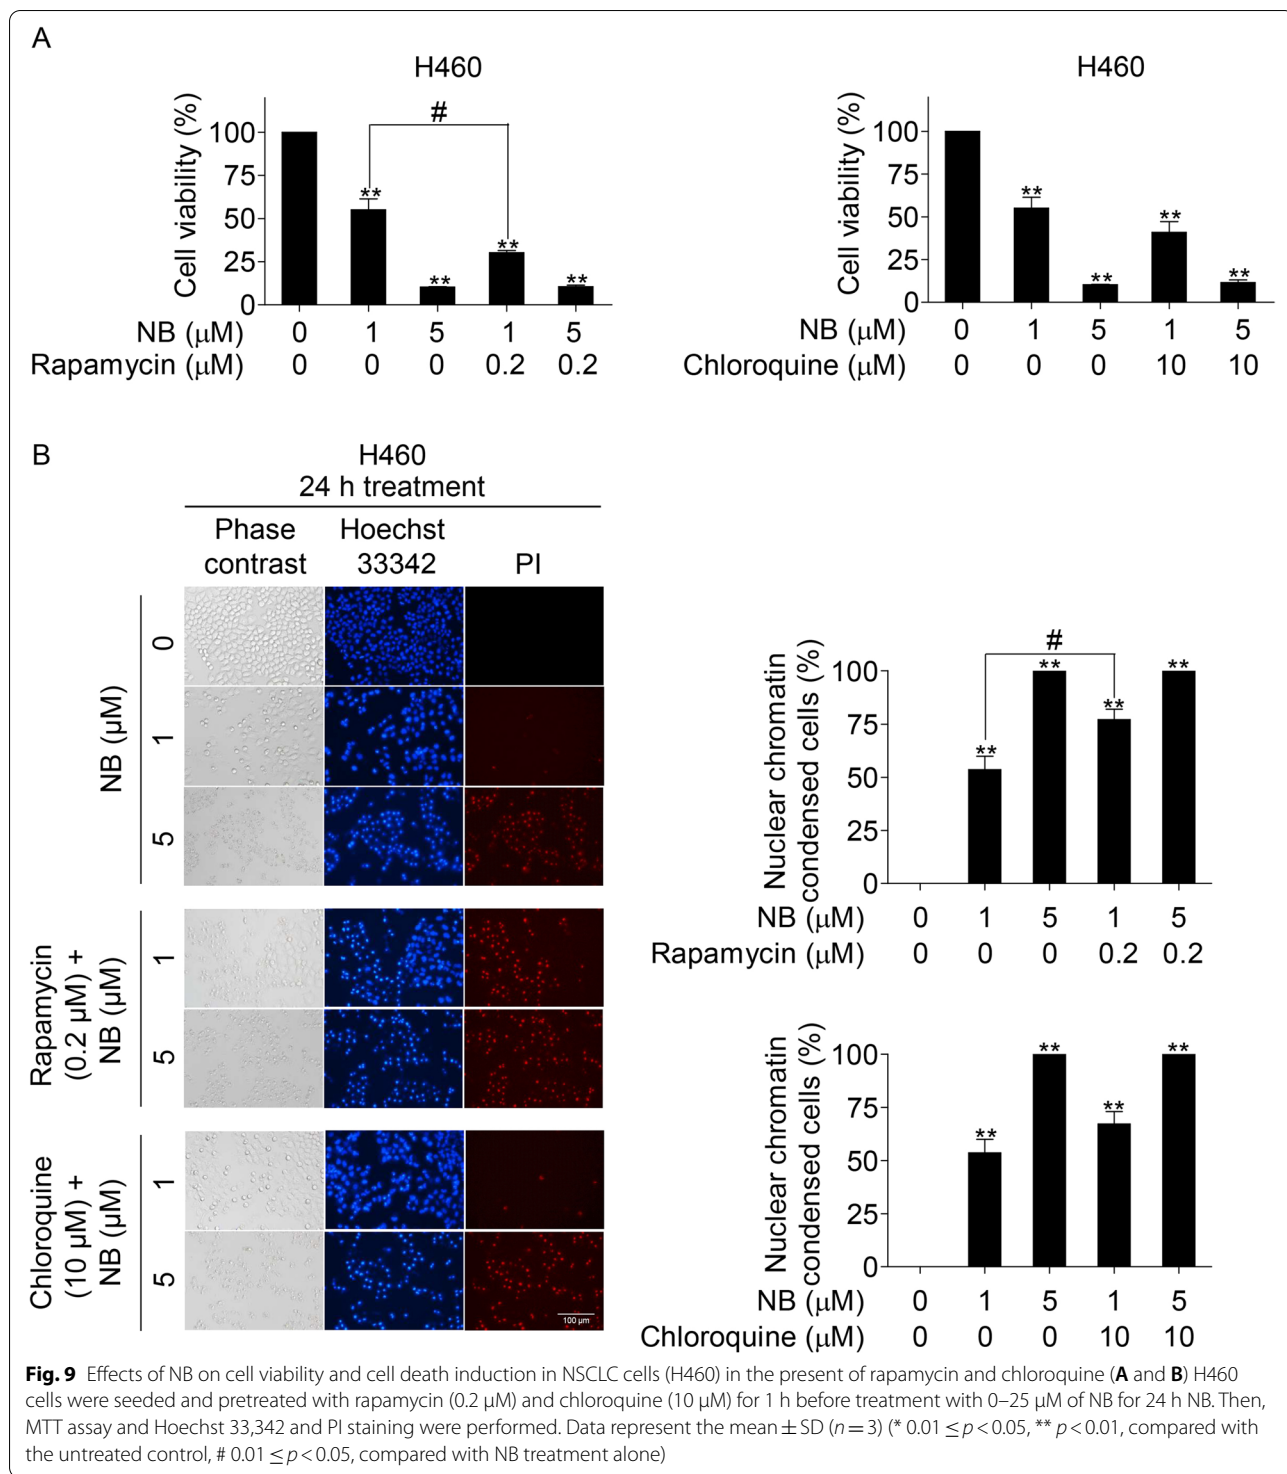 A
H460
Cell viability (%)
#
100
75
50
25
0
**
**
**
**
NB (μM) 0 1 5 1 5
Rapamycin (μM) 0 0 0 0.2 0.2
H460
Cell viability (%)
100
75
50
25
0
**
**
**
**
NB (μM) 0 1 5 1 5
Chloroquine (μM) 0 0 0 10 10
B
H460
24 h treatment
Phase contrast
Hoechst 33342
PI
NB (μM)
0
1
5
Rapamycin
(0.2 μM) +
NB (μM)
1
5
Chloroquine
(10 μM) +
NB (μM)
1
5
100 μm
Nuclear chromatin
condensed cells (%)
#
100
75
50
25
0
**
**
**
**
NB (μM) 0 1 5 1 5
Rapamycin (μM) 0 0 0 0.2 0.2
Nuclear chromatin
condensed cells (%)
100
75
50
25
0
**
**
**
**
NB (μM) 0 1 5 1 5
Chloroquine (μM) 0 0 0 10 10
Fig. 9 Effects of NB on cell viability and cell death induction in NSCLC cells (H460) in the present of rapamycin and chloroquine (A and B) H460
cells were seeded and pretreated with rapamycin (0.2 μM) and chloroquine (10 μM) for 1 h before treatment with 0–25 μM of NB for 24 h NB. Then,
MTT assay and Hoechst 33,342 and PI staining were performed. Data represent the mean ± SD (n = 3) (* 0.01 ≤ p < 0.05, ** p < 0.01, compared with
the untreated control, # 0.01 ≤ p < 0.05, compared with NB treatment alone)